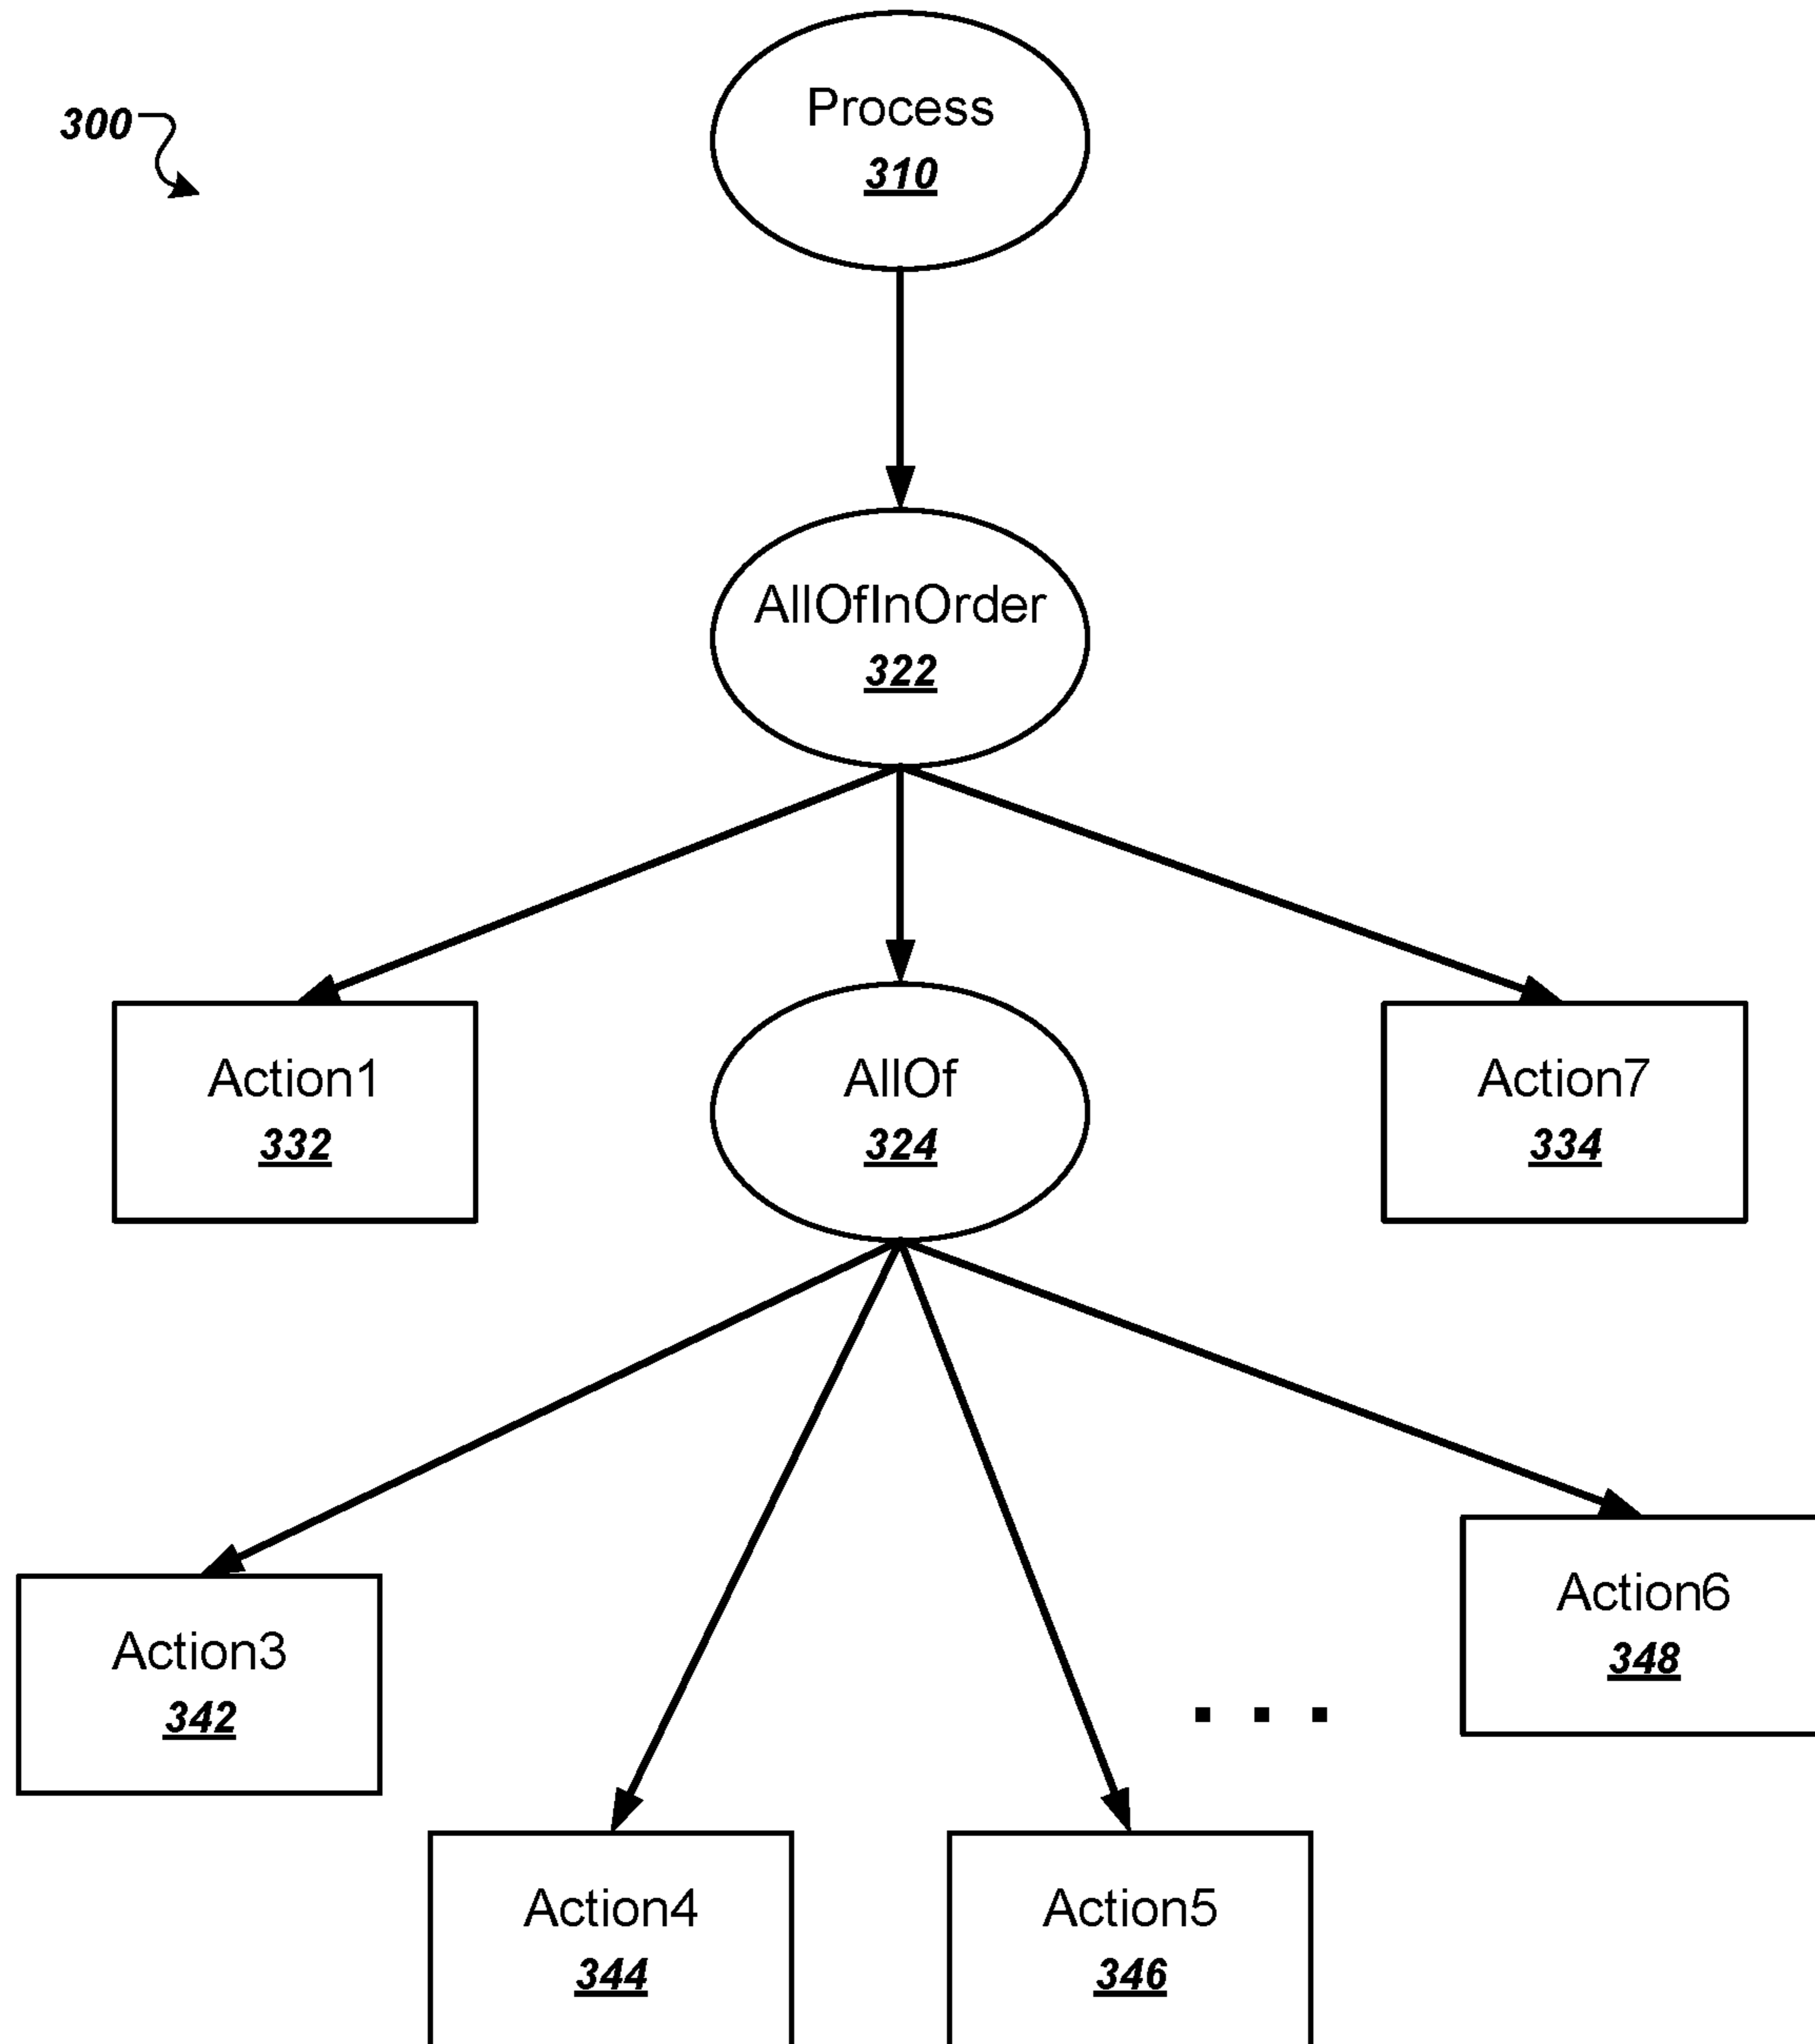 300
Process
310
AllOfInOrder
322
Action1
332
AllOf
324
Action7
334
Action3
342
Action4
344
Action5
346
. . .
Action6
348